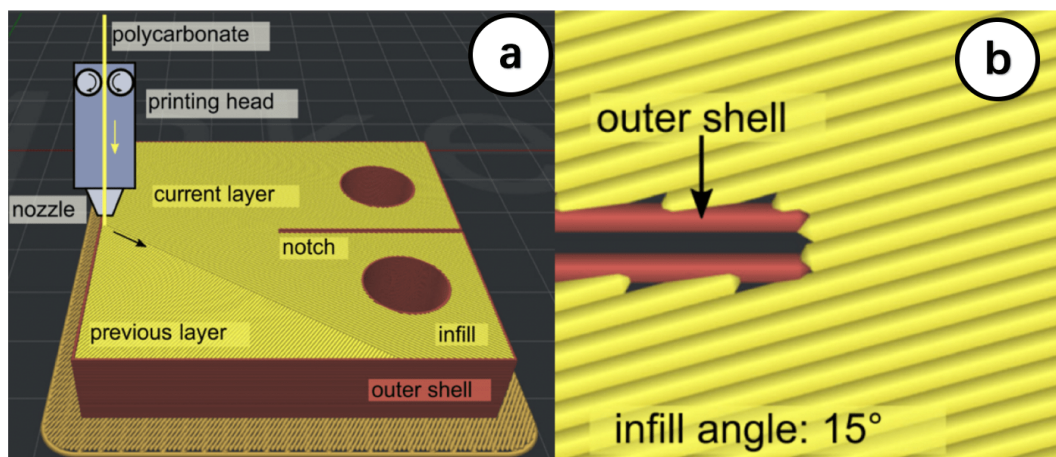 polycarbonate
a
printing head
current layer
nozzle
notch
previous layer
infill
outer shell
b
outer shell
infill angle: 15°